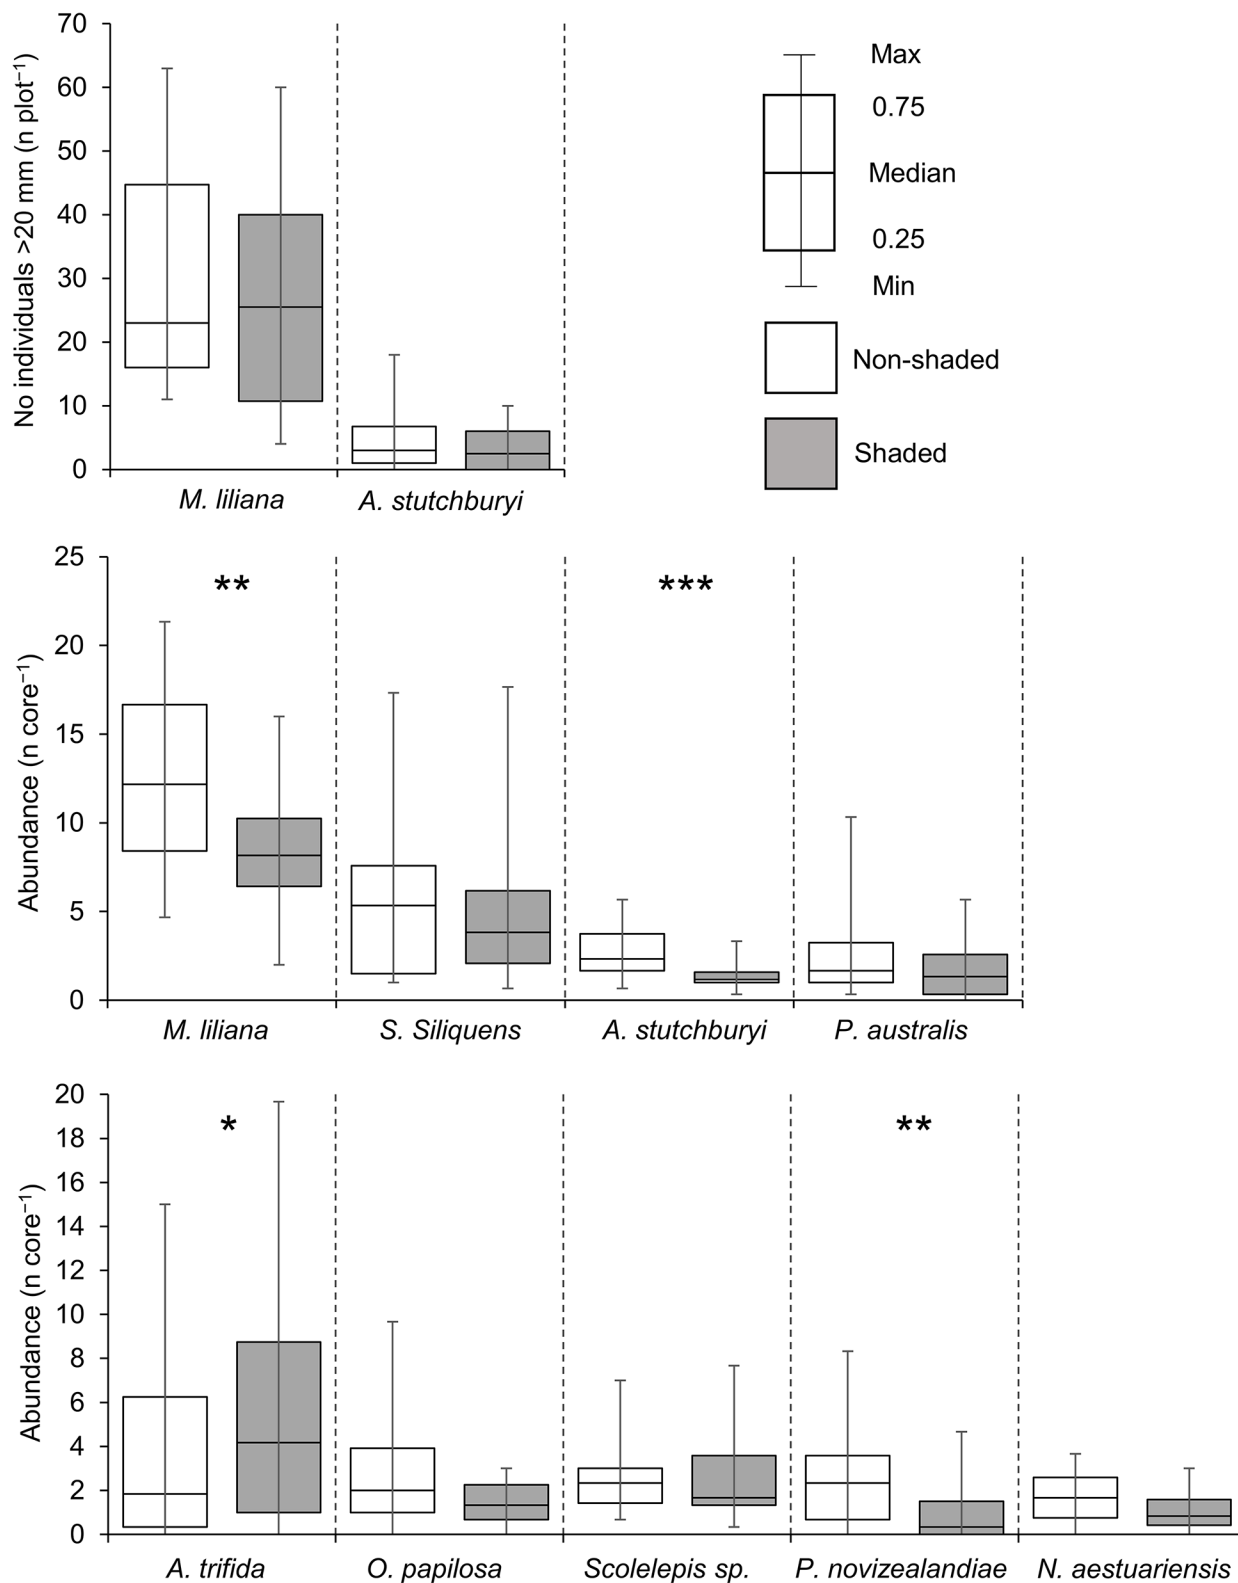 70
60
50
40
30
20
10
0
No individuals >20 mm (n plot⁻¹)
M. liliana
A. stutchburyi
Max
0.75
Median
0.25
Min
Non-shaded
Shaded
25
20
15
10
5
0
Abundance (n core⁻¹)
**
***
M. liliana
S. Siliquens
A. stutchburyi
P. australis
20
18
16
14
12
10
8
6
4
2
0
Abundance (n core⁻¹)
*
**
A. trifida
O. papilosa
Scolelepis sp.
P. novizealandiae
N. aestuariensis